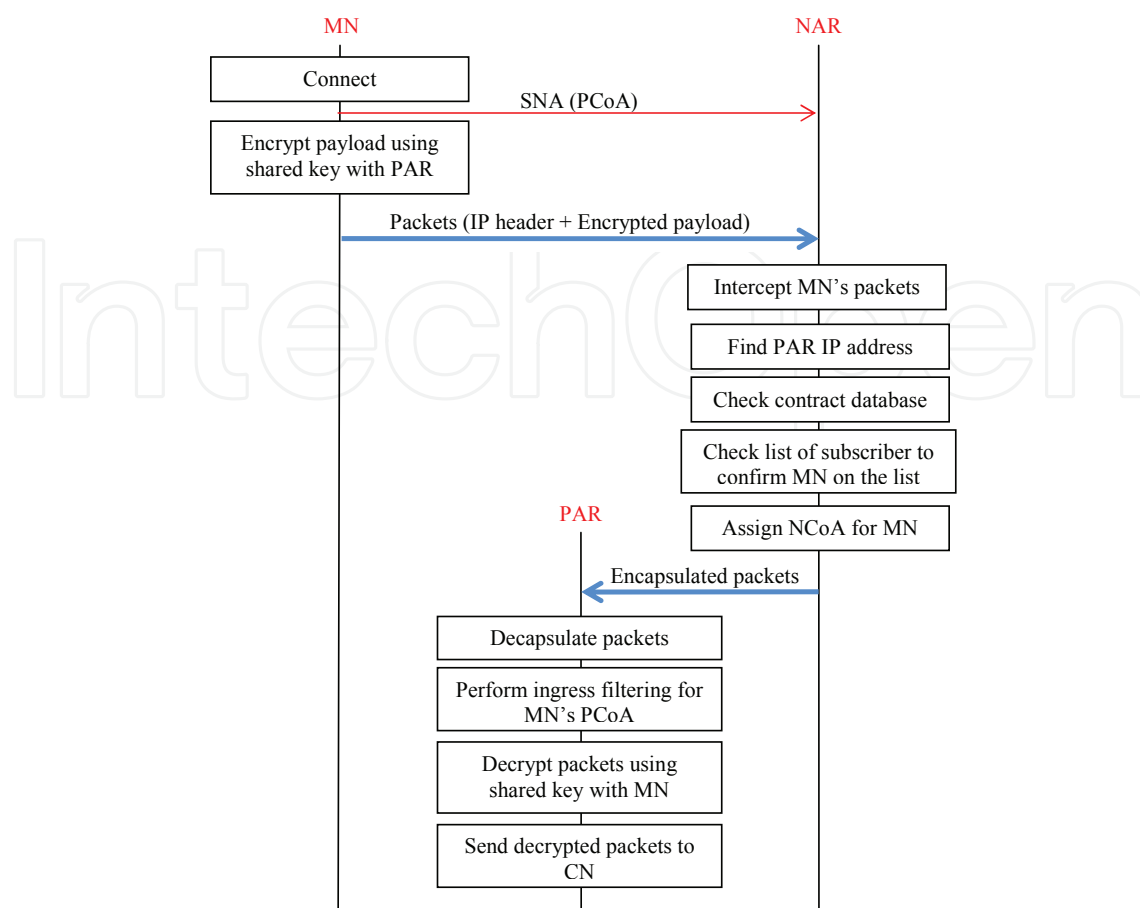 MN
NAR
Connect
SNA (PCoA)
Encrypt payload using
shared key with PAR
Packets (IP header + Encrypted payload)
IntechOpen
Intercept MN’s packets
Find PAR IP address
Check contract database
Check list of subscriber to
confirm MN on the list
PAR
Assign NCoA for MN
Encapsulated packets
Decapsulate packets
Perform ingress filtering for
MN’s PCoA
Decrypt packets using
shared key with MN
Send decrypted packets to
CN